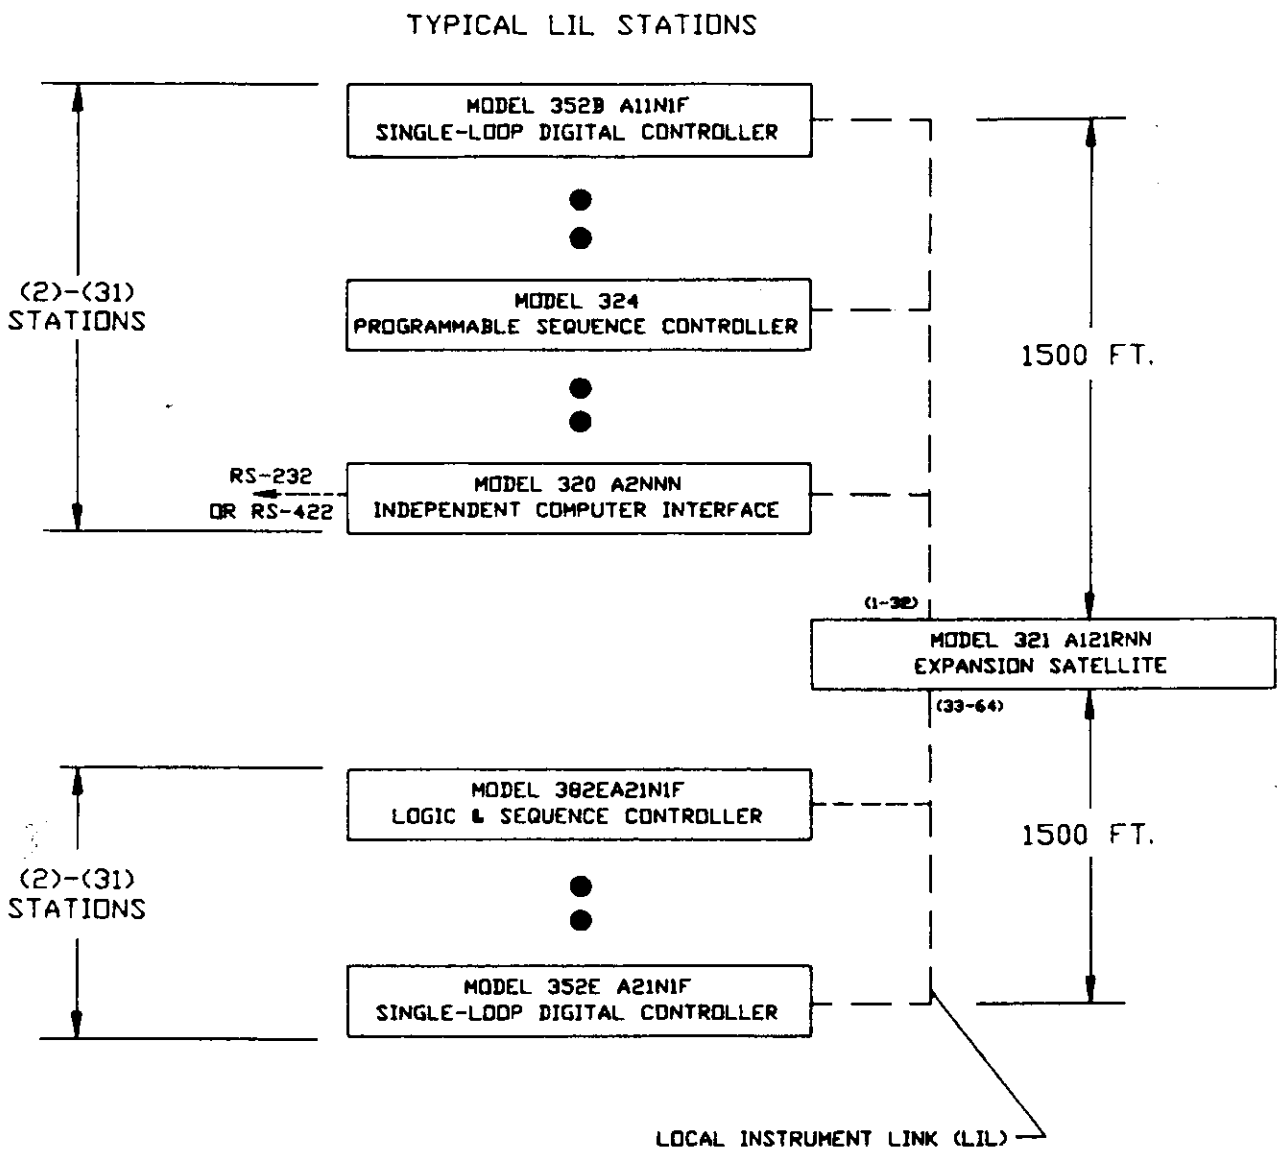 TYPICAL LIL STATIONS
MODEL 352B A11N1F
SINGLE-LOOP DIGITAL CONTROLLER
(2)-(31)
STATIONS
MODEL 324
PROGRAMMABLE SEQUENCE CONTROLLER
1500 FT.
RS-232
OR RS-422
MODEL 320 A2NNN
INDEPENDENT COMPUTER INTERFACE
(1-32)
MODEL 321 A121RNN
EXPANSION SATELLITE
(33-64)
MODEL 382EA21N1F
LOGIC & SEQUENCE CONTROLLER
1500 FT.
(2)-(31)
STATIONS
MODEL 352E A21N1F
SINGLE-LOOP DIGITAL CONTROLLER
LOCAL INSTRUMENT LINK (LIL)